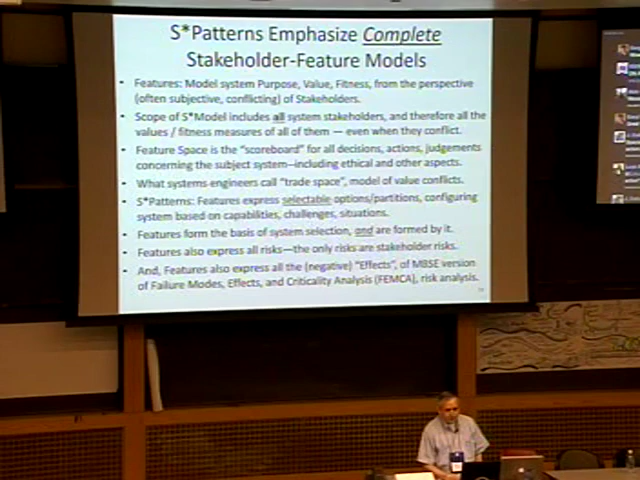 S*Patterns Emphasize Complete
Stakeholder-Feature Models
• Features: Model system Purpose, Value, Fitness, from the perspective
(often subjective, conflicting) of Stakeholders.
• Scope of S*Model includes all system stakeholders, and therefore all the
values / fitness measures of all of them — even when they conflict.
• Feature Space is the "scoreboard" for all decisions, actions, judgements
concerning the subject system--including ethical and other aspects.
• What systems engineers call "trade space", model of value conflicts.
• S*Patterns: Features express selectable options/partitions, configuring
system based on capabilities, challenges, situations.
• Features form the basis of system selection, and are formed by it.
• Features also express all risks—the only risks are stakeholder risks.
• And, Features also express all the (negative) "Effects", of MBSE version
of Failure Modes, Effects, and Criticality Analysis (FEMCA), risk analysis.